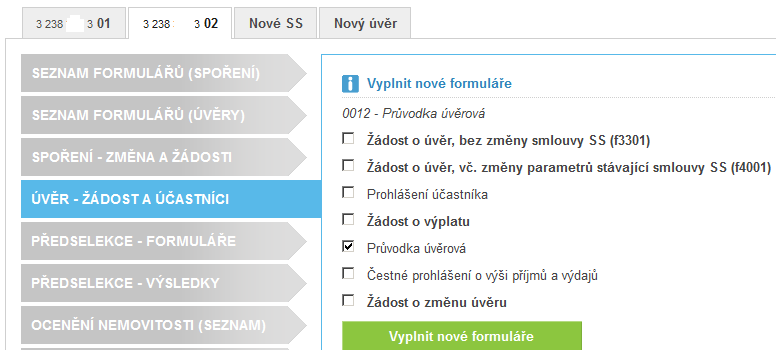 3 238 3 01
3 238 3 02
Nové SS
Nový úvěr
SEZNAM FORMULÁŘŮ (SPOŘENÍ)
SEZNAM FORMULÁŘŮ (ÚVĚRY)
SPOŘENÍ - ZMĚNA A ŽÁDOSTI
ÚVĚR - ŽÁDOST A ÚČASTNÍCI
PŘEDSELEKCE - FORMULÁŘE
PŘEDSELEKCE - VÝSLEDKY
OCENĚNÍ NEMOVITOSTI (SEZNAM)
Vyplnit nové formuláře
0012 - Průvodka úvěrová
Žádost o úvěr, bez změny smlouvy SS (f3301)
Žádost o úvěr, vč. změny parametrů stávající smlouvy SS (f4001)
Prohlášení účastníka
Žádost o výplatu
Průvodka úvěrová
Čestné prohlášení o výši příjmů a výdajů
Žádost o změnu úvěru
Vyplnit nové formuláře